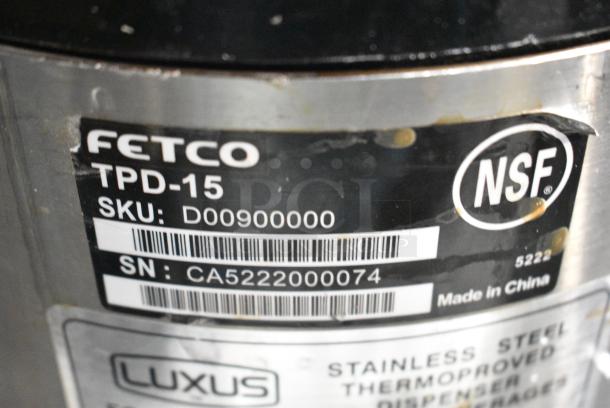 FETCO
TPD-15
SKU: D00900000
SN: CA5222000074
NSF®
5222
Made in China
LUXUS
STAINLESS STEEL
THERMOPROVED
DISPENSER